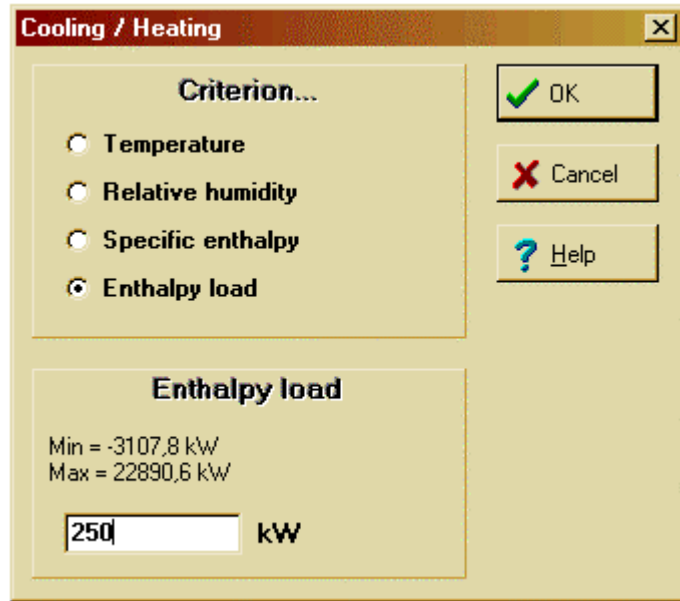 Cooling / Heating
Criterion...
Temperature
Relative humidity
Specific enthalpy
Enthalpy load
OK
Cancel
Help
Enthalpy load
Min = -3107,8 kW
Max = 22890,6 kW
250 kW